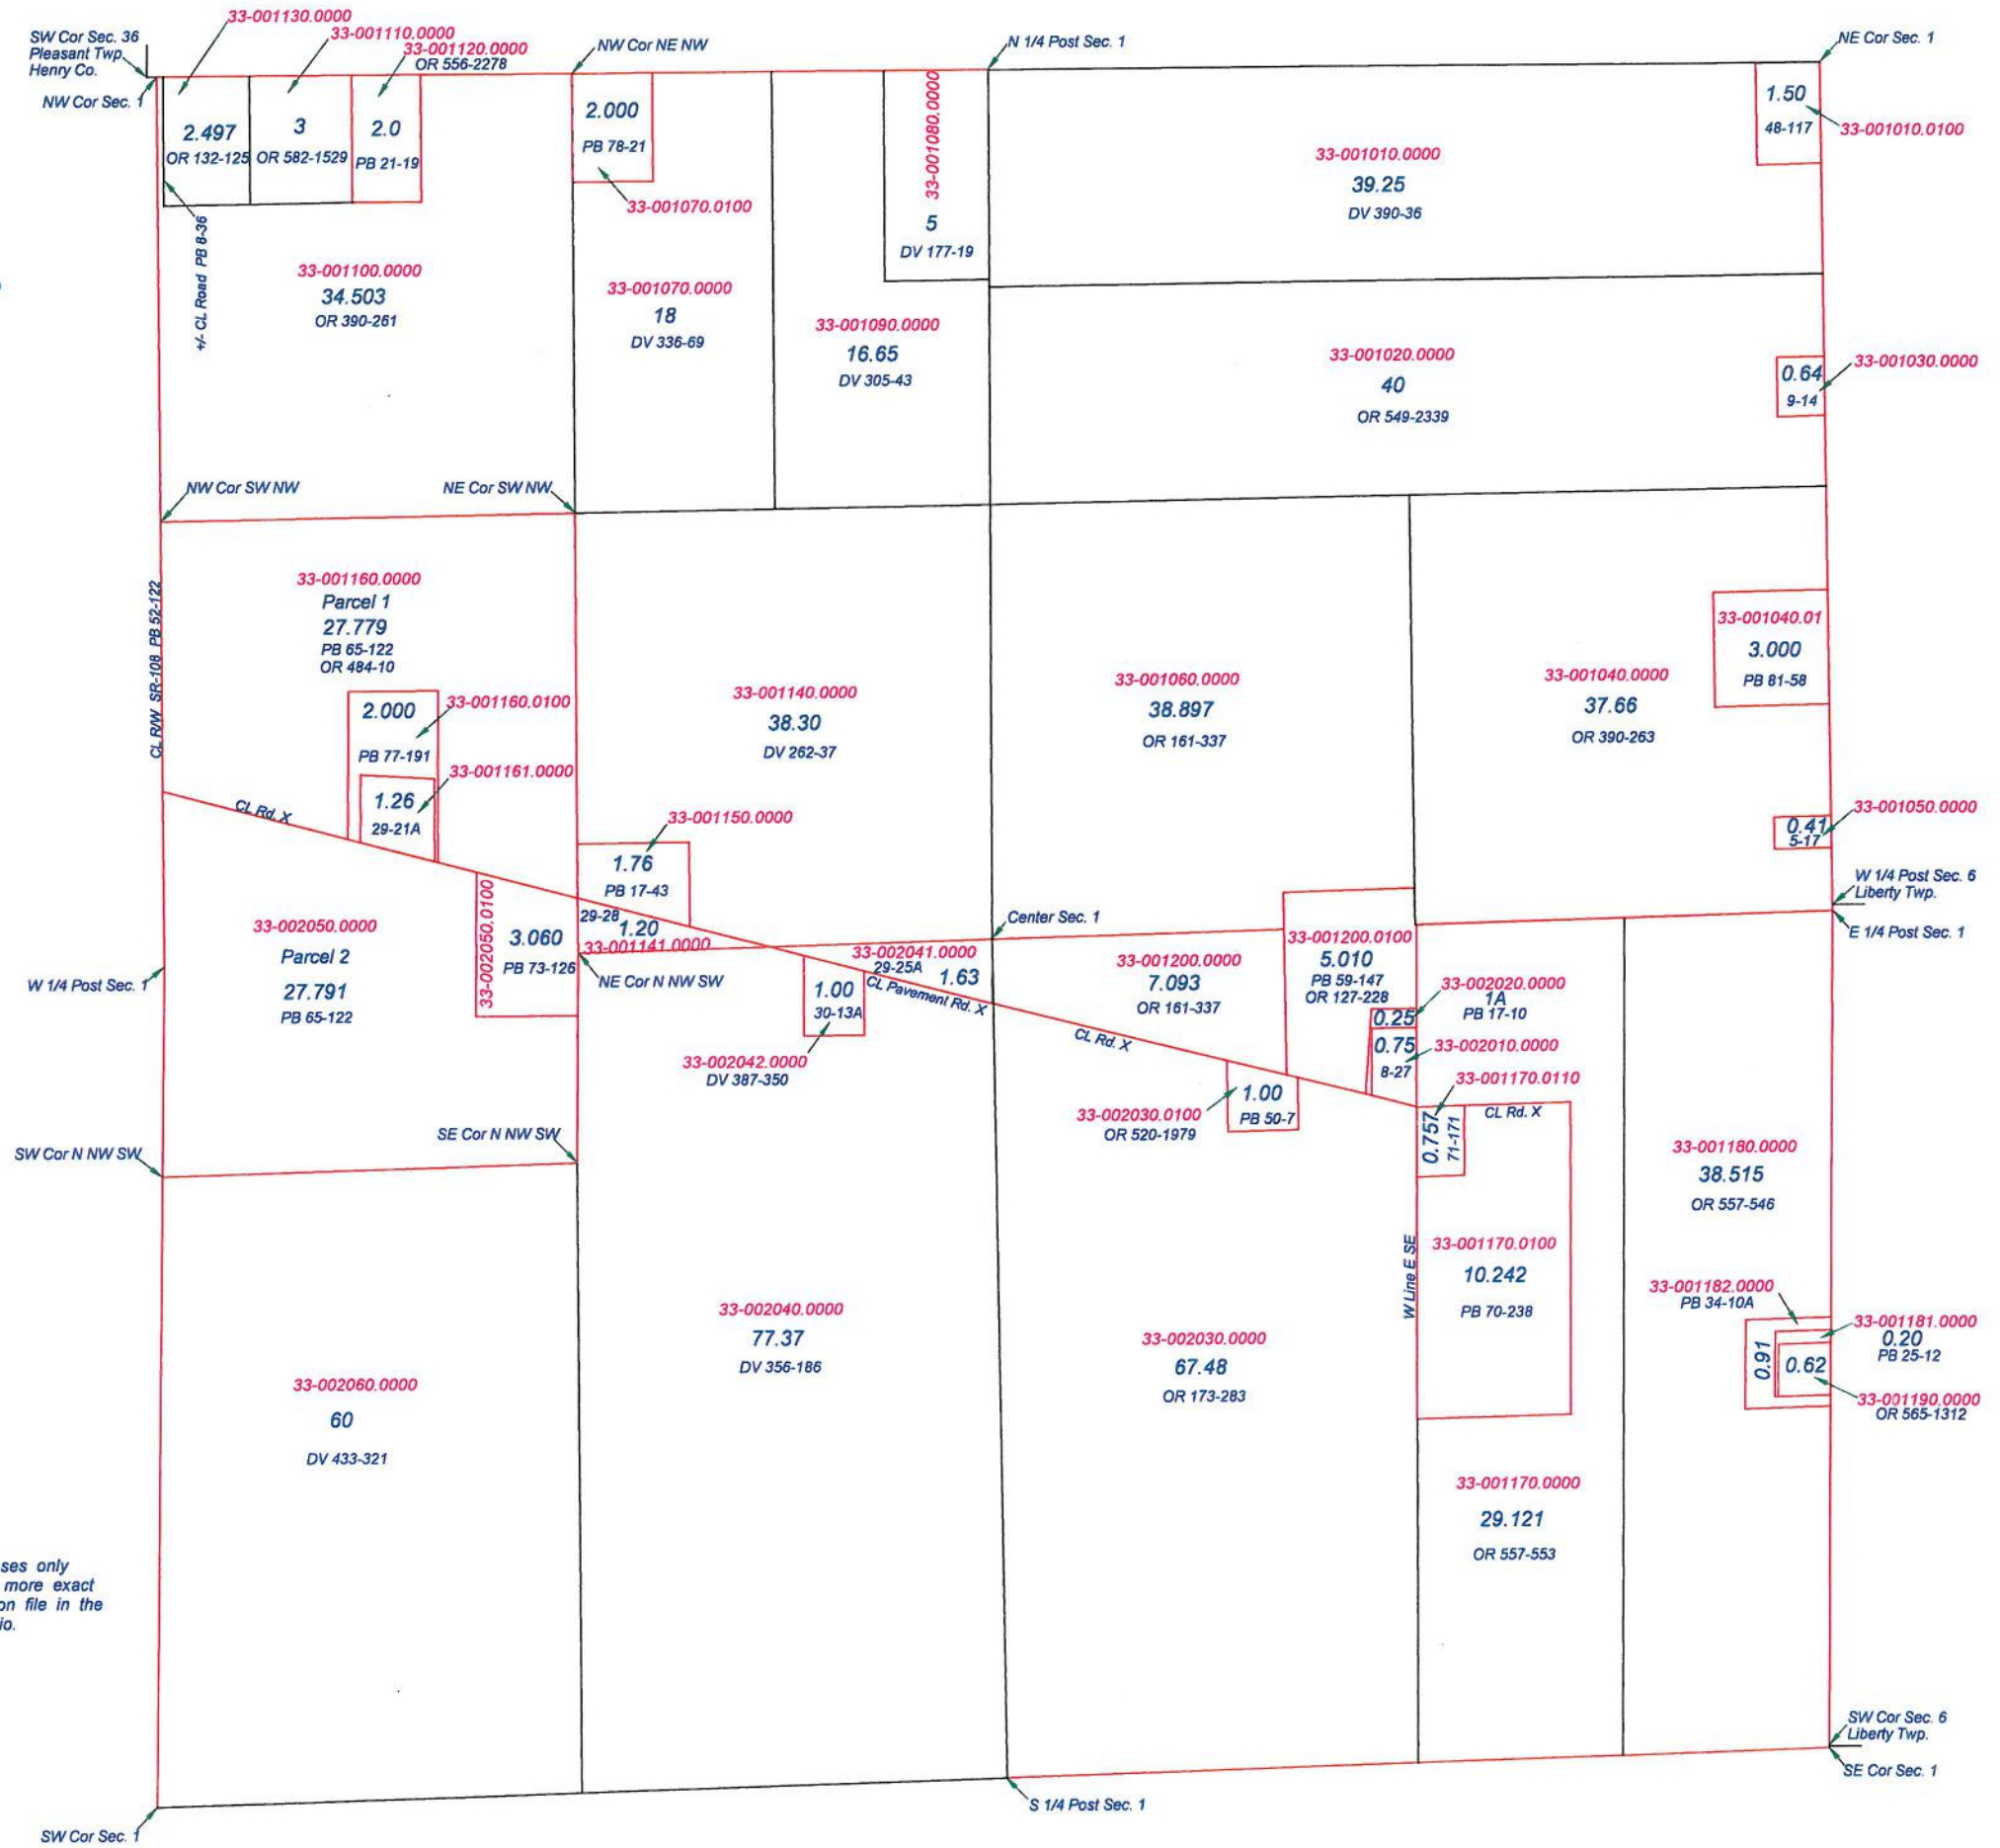 33-001130.0000
SW Cor Sec. 36
Pleasant Twp.
Henry Co.
33-001110.0000
33-001120.0000
OR 556-2278
NW Cor NE NW
N 1/4 Post Sec. 1
NE Cor Sec. 1
NW Cor Sec. 1
2.497
OR 132-125
3
OR 582-1529
2.0
PB 21-19
2.000
PB 78-21
33-001070.0100
33-001080.0000
5
DV 177-19
33-001010.0000
39.25
DV 390-36
1.50
48-117
33-001010.0100
+/- CL Road PB 8-36
33-001100.0000
34.503
OR 390-261
33-001070.0000
18
DV 336-69
33-001090.0000
16.65
DV 305-43
33-001020.0000
40
OR 549-2339
0.64
9-14
33-001030.0000
NW Cor SW NW
NE Cor SW NW
CL R/W SR-108 PB 52-122
33-001160.0000
Parcel 1
27.779
PB 65-122
OR 484-10
2.000
PB 77-191
33-001160.0100
1.26
29-21A
33-001161.0000
CL Rd. X
33-001140.0000
38.30
DV 262-37
33-001150.0000
1.76
PB 17-43
33-001060.0000
38.897
OR 161-337
33-001040.0000
37.66
OR 390-263
33-001040.01
3.000
PB 81-58
0.41
5-17
33-001050.0000
W 1/4 Post Sec. 6
Liberty Twp.
E 1/4 Post Sec. 1
33-002050.0000
Parcel 2
27.791
PB 65-122
W 1/4 Post Sec. 1
33-002050.0100
3.060
PB 73-126
29-28
1.20
33-001141.0000
NE Cor N NW SW
Center Sec. 1
33-002041.0000
29-25A
1.63
CL Pavement Rd. X
1.00
30-13A
33-002042.0000
DV 387-350
33-001200.0000
7.093
OR 161-337
CL Rd. X
33-001200.0100
5.010
PB 59-147
OR 127-228
33-002020.0000
1A
PB 17-10
0.25
0.75
8-27
33-002010.0000
33-001170.0110
CL Rd. X
0.757
71-171
33-002030.0100
OR 520-1979
1.00
PB 50-7
SW Cor N NW SW
SE Cor N NW SW
33-001180.0000
38.515
OR 557-546
W Line E SE
33-001170.0100
10.242
PB 70-238
33-001182.0000
PB 34-10A
0.91
33-001181.0000
0.20
PB 25-12
0.62
33-001190.0000
OR 565-1312
33-002040.0000
77.37
DV 356-186
33-002030.0000
67.48
OR 173-283
33-002060.0000
60
DV 433-321
33-001170.0000
29.121
OR 557-553
only
more exact
file in the
SW Cor Sec. 6
Liberty Twp.
SE Cor Sec. 1
S 1/4 Post Sec. 1
SW Cor Sec. 1